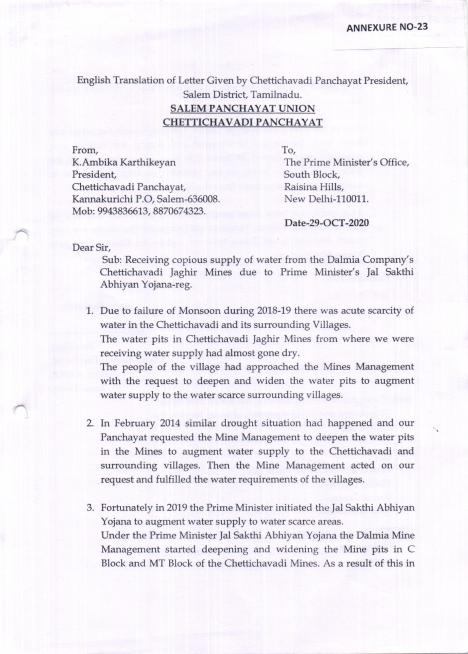 ANNEXURE NO-23
English Translation of Letter Given by Chettichavadi Panchayat President,
Salem District, Tamilnadu.
SALEM PANCHAYAT UNION
CHETTICHAVADI PANCHAYAT
From,
K.Ambika Karthikeyan
President,
Chettichavadi Panchayat,
Kannakurichi P.O, Salem-636008.
Mob: 9943836613, 8870674323.
To,
The Prime Minister's Office,
South Block,
Raisina Hills,
New Delhi-110011.
Date-29-OCT-2020
Dear Sir,
Sub: Receiving copious supply of water from the Dalmia Company's
Chettichavadi Jaghir Mines due to Prime Minister's Jal Sakthi
Abhiyan Yojana-reg.
1. Due to failure of Monsoon during 2018-19 there was acute scarcity of
water in the Chettichavadi and its surrounding Villages.
The water pits in Chettichavadi Jaghir Mines from where we were
receiving water supply had almost gone dry.
The people of the village had approached the Mines Management
with the request to deepen and widen the water pits to augment
water supply to the water scarce surrounding villages.
2. In February 2014 similar drought situation had happened and our
Panchayat requested the Mine Management to deepen the water pits
in the Mines to augment water supply to the Chettichavadi and
surrounding villages. Then the Mine Management acted on our
request and fulfilled the water requirements of the villages.
3. Fortunately in 2019 the Prime Minister initiated the Jal Sakthi Abhiyan
Yojana to augment water supply to water scarce areas.
Under the Prime Minister Jal Sakthi Abhiyan Yojana the Dalmia Mine
Management started deepening and widening the Mine pits in C
Block and MT Block of the Chettichavadi Mines. As a result of this in